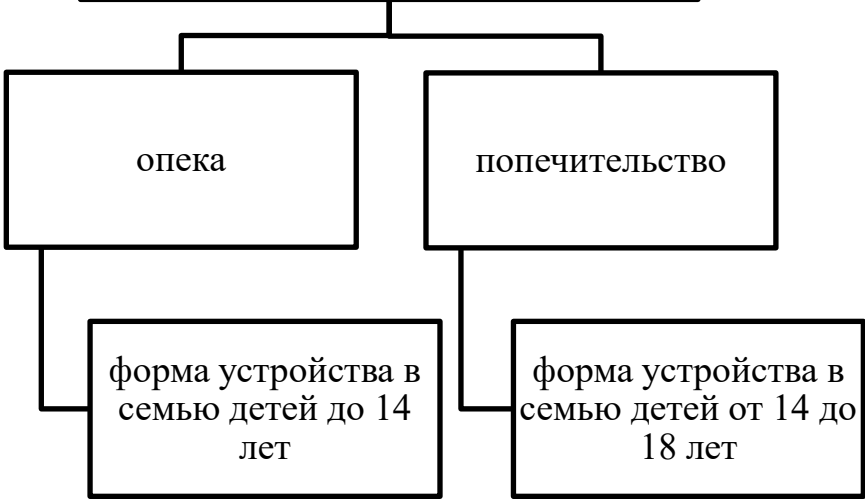 опека
попечительство
форма устройства в
семью детей до 14
лет
форма устройства в
семью детей от 14 до
18 лет